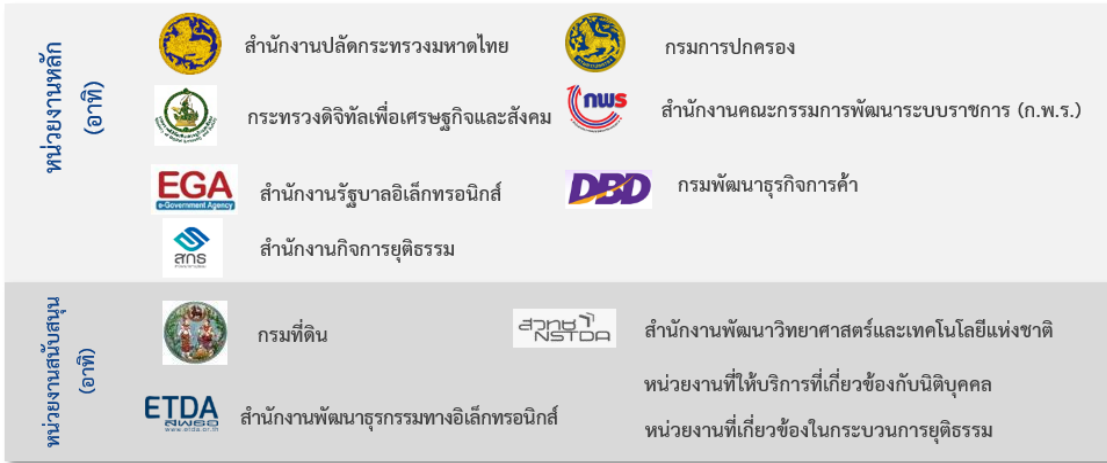 หน่วยงานหลัก
(อาทิ)
สำนักงานปลัดกระทรวงมหาดไทย
กรมการปกครอง
กระทรวงดิจิทัลเพื่อเศรษฐกิจและสังคม
กพร
สำนักงานคณะกรรมการพัฒนาระบบราชการ (ก.พ.ร.)
EGA
e-Government Agency
สำนักงานรัฐบาลอิเล็กทรอนิกส์
DBD
กรมพัฒนาธุรกิจการค้า
สกธ
สำนักงานกิจการยุติธรรม
หน่วยงานสนับสนุน
(อาทิ)
กรมที่ดิน
สวทช
NSTDA
สำนักงานพัฒนาวิทยาศาสตร์และเทคโนโลยีแห่งชาติ
หน่วยงานที่ให้บริการที่เกี่ยวข้องกับนิติบุคคล
ETDA
สพธอ
www.etda.or.th
สำนักงานพัฒนาธุรกรรมทางอิเล็กทรอนิกส์
หน่วยงานที่เกี่ยวข้องในกระบวนการยุติธรรม